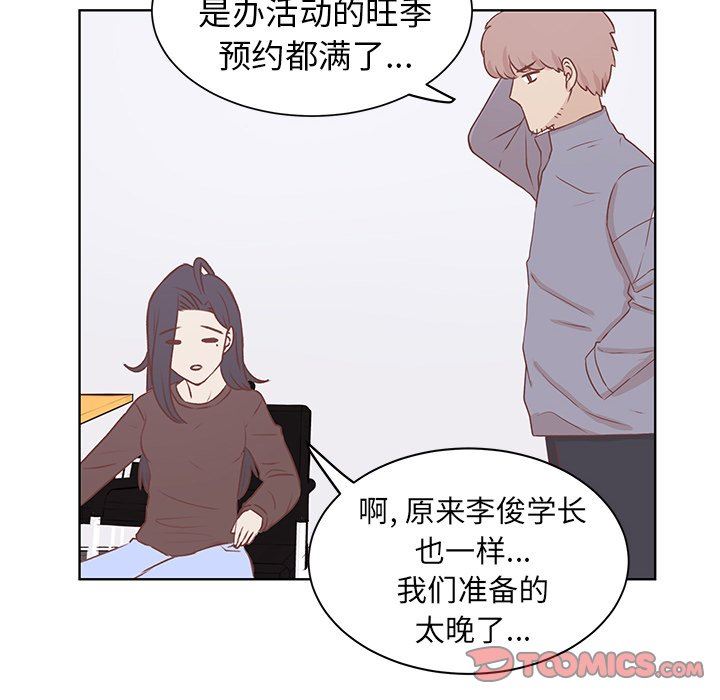 是办活动的旺季
预约都满了...
啊, 原来李俊学长
也一样...
我们准备的
太晚了...
DTCOMICS.COM